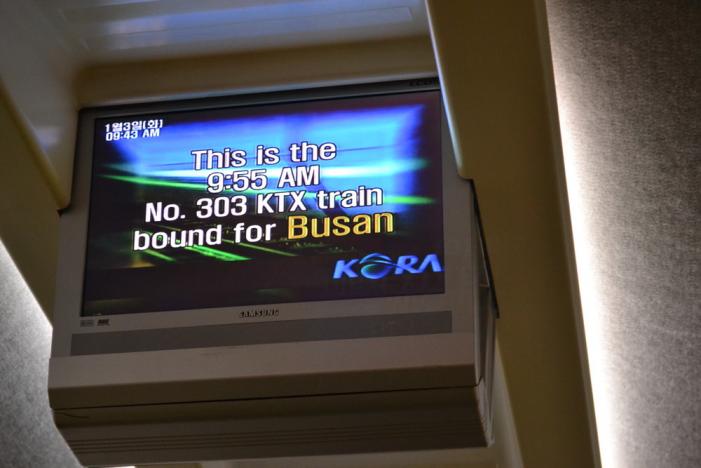 1월3일(화)
09:43 AM
This is the
9:55 AM
No. 303 KTX train
bound for Busan
KORA
SAMSUNG